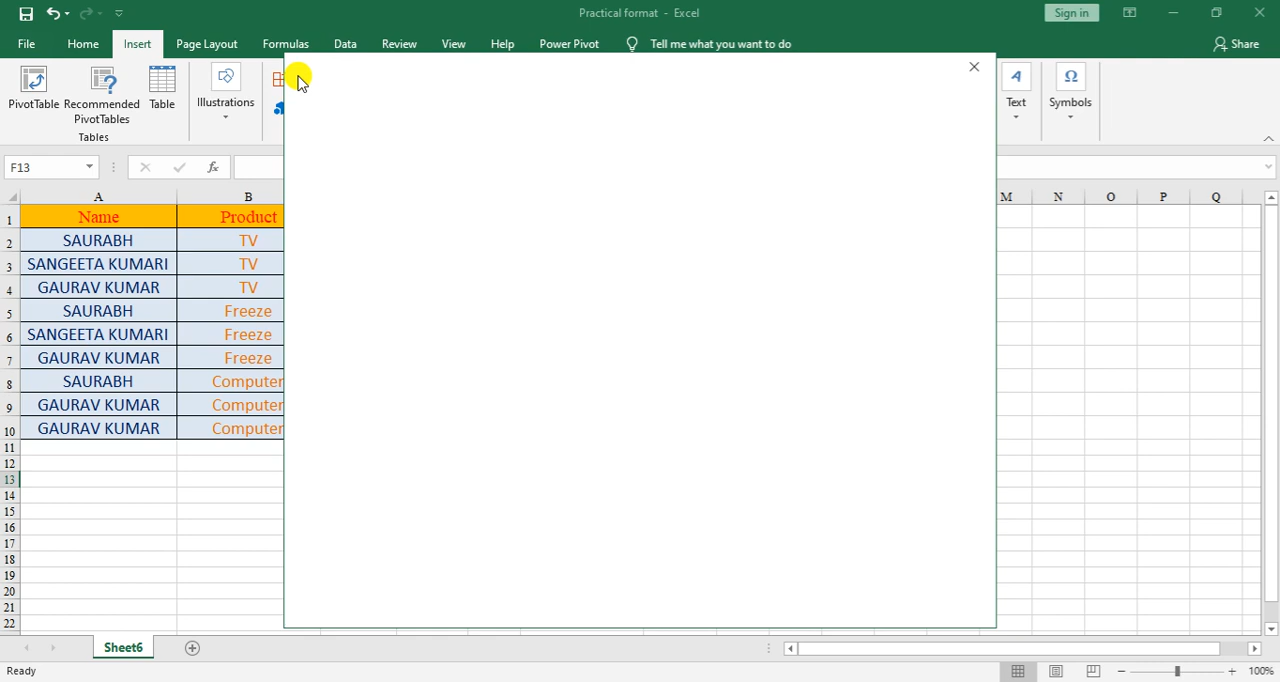 Practical format - Excel
Sign in
File Home Insert Page Layout Formulas Data Review View Help Power Pivot Tell me what you want to do Share
PivotTable Recommended PivotTables Table Illustrations Text Symbols
Tables
F13 fx
A B M N O P Q
1 Name Product
2 SAURABH TV
3 SANGEETA KUMARI TV
4 GAURAV KUMAR TV
5 SAURABH Freeze
6 SANGEETA KUMARI Freeze
7 GAURAV KUMAR Freeze
8 SAURABH Computer
9 GAURAV KUMAR Computer
10 GAURAV KUMAR Computer
11
12
13
14
15
16
17
18
19
20
21
22
Sheet6
Ready 100%